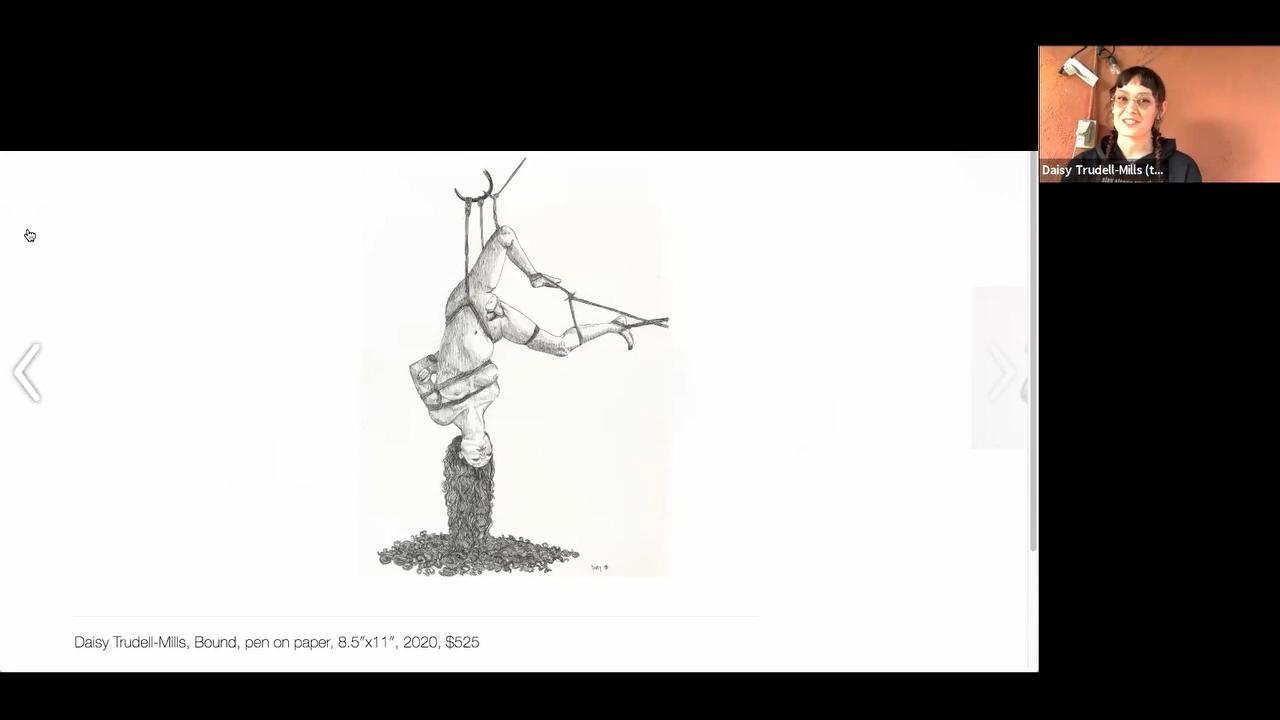 Daisy Trudell-Mills (t...
Daisy Trudell-Mills, Bound, pen on paper, 8.5”x11”, 2020, $525